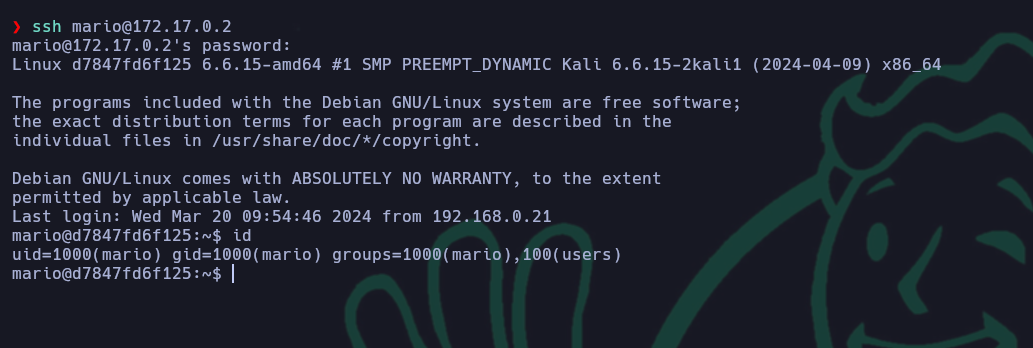 ❯ ssh mario@172.17.0.2
mario@172.17.0.2's password:
Linux d7847fd6f125 6.6.15-amd64 #1 SMP PREEMPT_DYNAMIC Kali 6.6.15-2kali1 (2024-04-09) x86_64
The programs included with the Debian GNU/Linux system are free software;
the exact distribution terms for each program are described in the
individual files in /usr/share/doc/*/copyright.
Debian GNU/Linux comes with ABSOLUTELY NO WARRANTY, to the extent
permitted by applicable law.
Last login: Wed Mar 20 09:54:46 2024 from 192.168.0.21
mario@d7847fd6f125:~$ id
uid=1000(mario) gid=1000(mario) groups=1000(mario),100(users)
mario@d7847fd6f125:~$